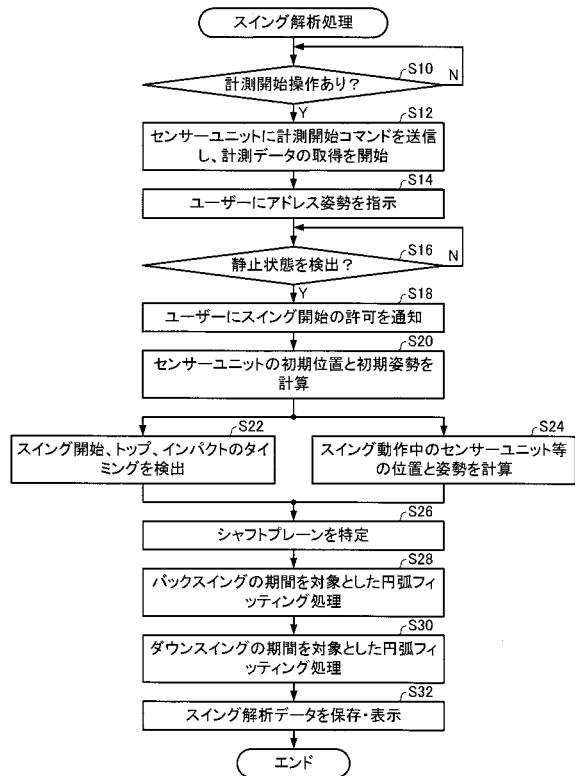 スイング解析処理
S10
計測開始操作あり?
N
Y
S12
センサーユニットに計測開始コマンドを送信
し、計測データの取得を開始
S14
ユーザーにアドレス姿勢を指示
S16
静止状態を検出?
N
Y
S18
ユーザーにスイング開始の許可を通知
S20
センサーユニットの初期位置と初期姿勢を
計算
S22
スイング開始、トップ、インパクトのタイ
ミングを検出
S24
スイング動作中のセンサーユニット等
の位置と姿勢を計算
S26
シャフトプレーンを特定
S28
バックスイングの期間を対象とした円弧フィ
ッティング処理
S30
ダウンスイングの期間を対象とした円弧フィ
ッティング処理
S32
スイング解析データを保存・表示
エンド